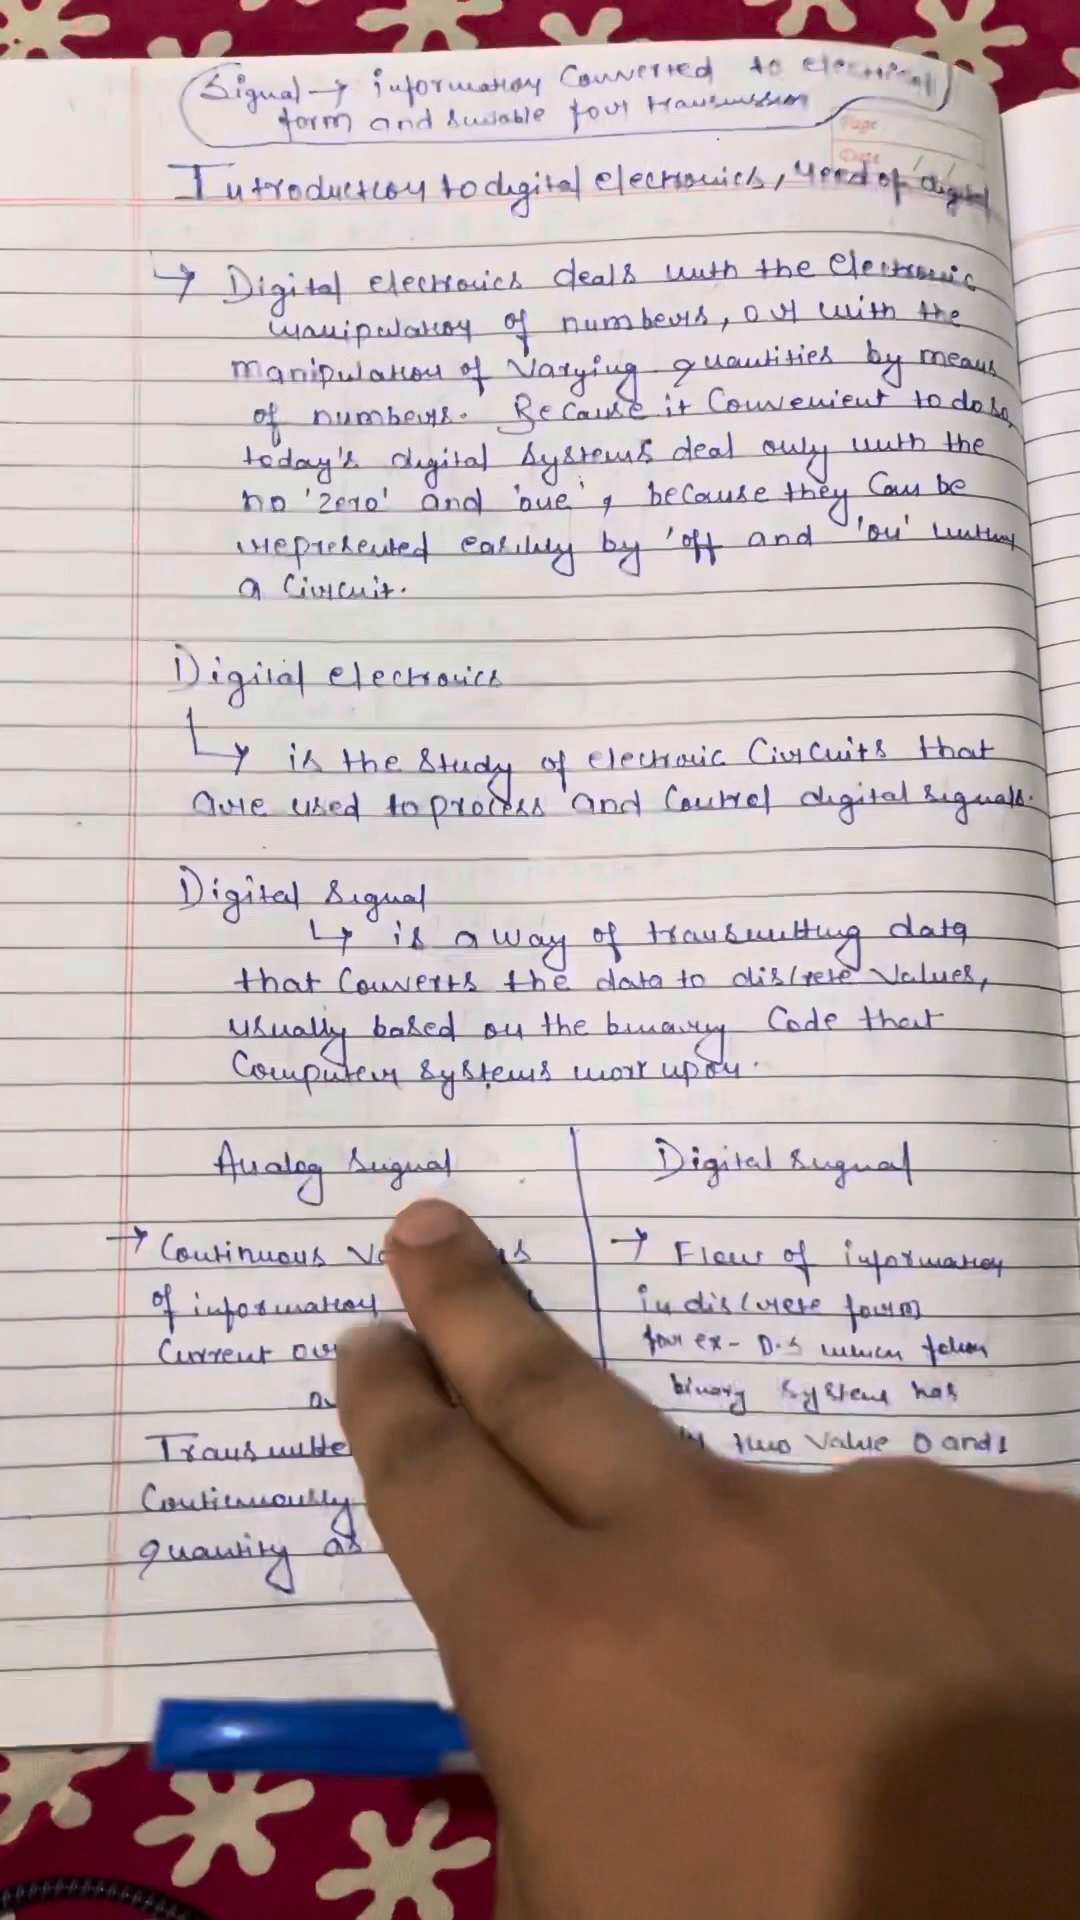 Signal → information Converted to electrical
form and suitable for transmission
Page
Date / /
Introduction to digital electronics, need of digital
→ Digital electronics deals with the electronic
manipulation of numbers, or with the
manipulation of Varying quantities by means
of numbers. Because it Convenient to do so,
today's digital systems deal only with the
no 'zero' and 'one', because they Can be
represented easily by 'off and 'on' within
a Circuit.
Digital electronics
↳ is the study of electronic Circuits that
are used to process and Control digital signals.
Digital signal
↳ is a way of transmitting data
that Converts the data to discrete values,
usually based on the binary Code that
Computer systems work upon.
Analog signal
→ Continuous
of information
Current or
Transmitte
Continuously
quantity as
Digital signal
→ Flow of information
in discrete form
for ex- D.S which
binary system has
two value 0 and 1